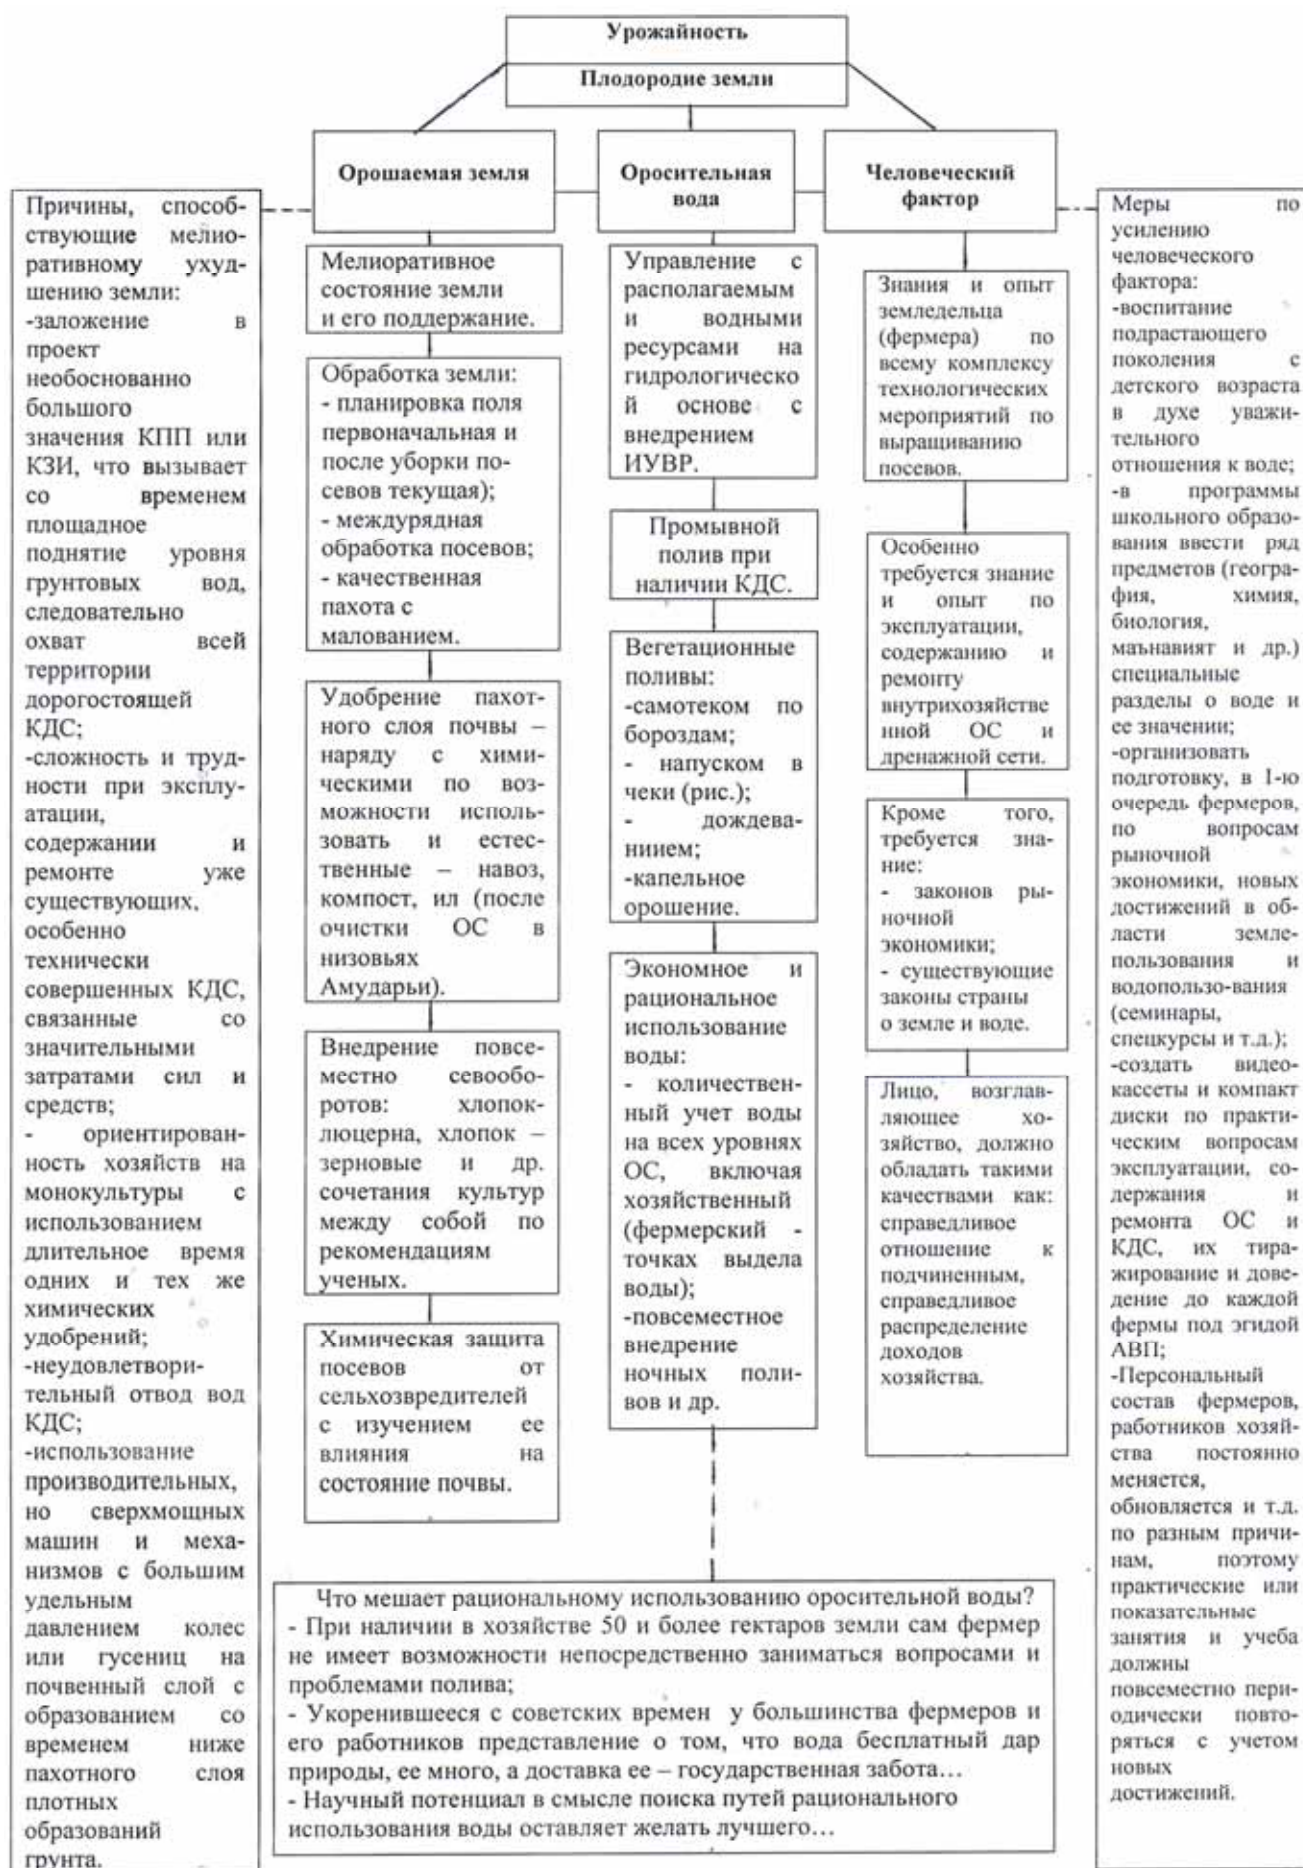 Урожайность
Плодородие земли
Орошаемая земля
Оросительная
вода
Человеческий
фактор
Причины, способ-
ствующие мелио-
ративному ухуд-
шению земли:
-заложение в
проект
необоснованно
большого
значения КПП или
КЗИ, что вызывает
со временем
площадное
поднятие уровня
грунтовых вод,
следовательно
охват всей
территории
дорогостоящей
КДС;
-сложность и труд-
ности при эксплу-
атации,
содержании и
ремонте уже
существующих,
особенно
технически
совершенных КДС,
связанные со
значительными
затратами сил и
средств;
- ориентирован-
ность хозяйств на
монокультуры с
использованием
длительное время
одних и тех же
химических
удобрений;
-неудовлетвори-
тельный отвод вод
КДС;
-использование
производительных,
но сверхмощных
машин и меха-
низмов с большим
удельным
давлением колес
или гусениц на
почвенный слой с
образованием со
временем ниже
пахотного слоя
плотных
образований
грунта.
Мелиоративное
состояние земли
и его поддержание.
Обработка земли:
- планировка поля
первоначальная и
после уборки по-
севов текущая);
- междурядная
обработка посевов;
- качественная
пахота с
малованием.
Удобрение пахот-
ного слоя почвы –
наряду с хими-
ческими по воз-
можности исполь-
зовать и естес-
твенные – навоз,
компост, ил (после
очистки ОС в
низовьях
Амударьи).
Внедрение повсе-
местно севообо-
ротов: хлопок-
люцерна, хлопок –
зерновые и др.
сочетания культур
между собой по
рекомендациям
ученых.
Химическая защита
посевов от
сельхозвредителей
с изучением ее
влияния на
состояние почвы.
Управление с
располагаемым
и водными
ресурсами на
гидрологическо
й основе с
внедрением
ИУВР.
Промывной
полив при
наличии КДС.
Вегетационные
поливы:
-самотеком по
бороздам;
- напуском в
чеки (рис.);
- дождева-
ниием;
-капельное
орошение.
Экономное и
рациональное
использование
воды:
- количествен-
ный учет воды
на всех уровнях
ОС, включая
хозяйственный
(фермерский -
точках выдела
воды);
-повсеместное
внедрение
ночных поли-
вов и др.
Знания и опыт
земледельца
(фермера) по
всему комплексу
технологических
мероприятий по
выращиванию
посевов.
Особенно
требуется знание
и опыт по
эксплуатации,
содержанию и
ремонту
внутрихозяйстве
нной ОС и
дренажной сети.
Кроме того,
требуется зна-
ние:
- законов ры-
ночной
экономики;
- существующие
законы страны
о земле и воде.
Лицо, возглав-
ляющее хо-
зяйство, должно
обладать такими
качествами как:
справедливое
отношение к
подчиненным,
справедливое
распределение
доходов
хозяйства.
Меры по
усилению
человеческого
фактора:
-воспитание
подрастающего
поколения с
детского возраста
в духе уважи-
тельного
отношения к воде;
-в программы
школьного образо-
вания ввести ряд
предметов (геогра-
фия, химия,
биология,
маънавият и др.)
специальные
разделы о воде и
ее значении;
-организовать
подготовку, в 1-ю
очередь фермеров,
по вопросам
рыночной
экономики, новых
достижений в об-
ласти земле-
пользования и
водопользо-вания
(семинары,
спецкурсы и т.д.);
-создать видео-
кассеты и компакт
диски по практи-
ческим вопросам
эксплуатации, со-
держания и
ремонта ОС и
КДС, их тира-
жирование и дове-
дение до каждой
фермы под эгидой
АВП;
-Персональный
состав фермеров,
работников хозяй-
ства постоянно
меняется,
обновляется и т.д.
по разным причи-
нам, поэтому
практические или
показательные
занятия и учеба
должны
повсеместно пери-
одически повто-
ряться с учетом
новых
достижений.
Что мешает рациональному использованию оросительной воды?
- При наличии в хозяйстве 50 и более гектаров земли сам фермер
не имеет возможности непосредственно заниматься вопросами и
проблемами полива;
- Укоренившееся с советских времен у большинства фермеров и
его работников представление о том, что вода бесплатный дар
природы, ее много, а доставка ее – государственная забота…
- Научный потенциал в смысле поиска путей рационального
использования воды оставляет желать лучшего…